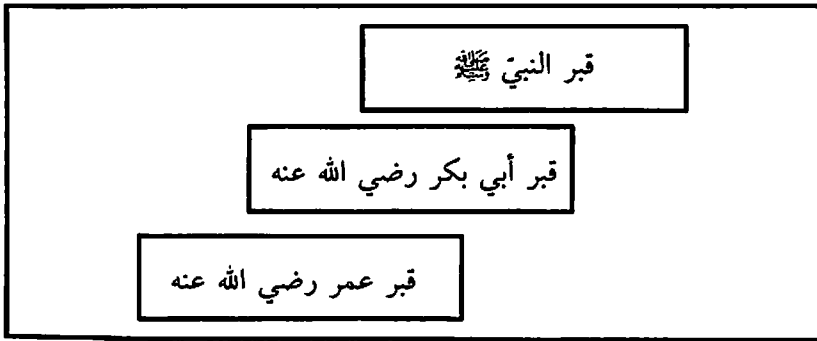 قبر النبيّ ﷺ
قبر أبي بكر رضي الله عنه
قبر عمر رضي الله عنه